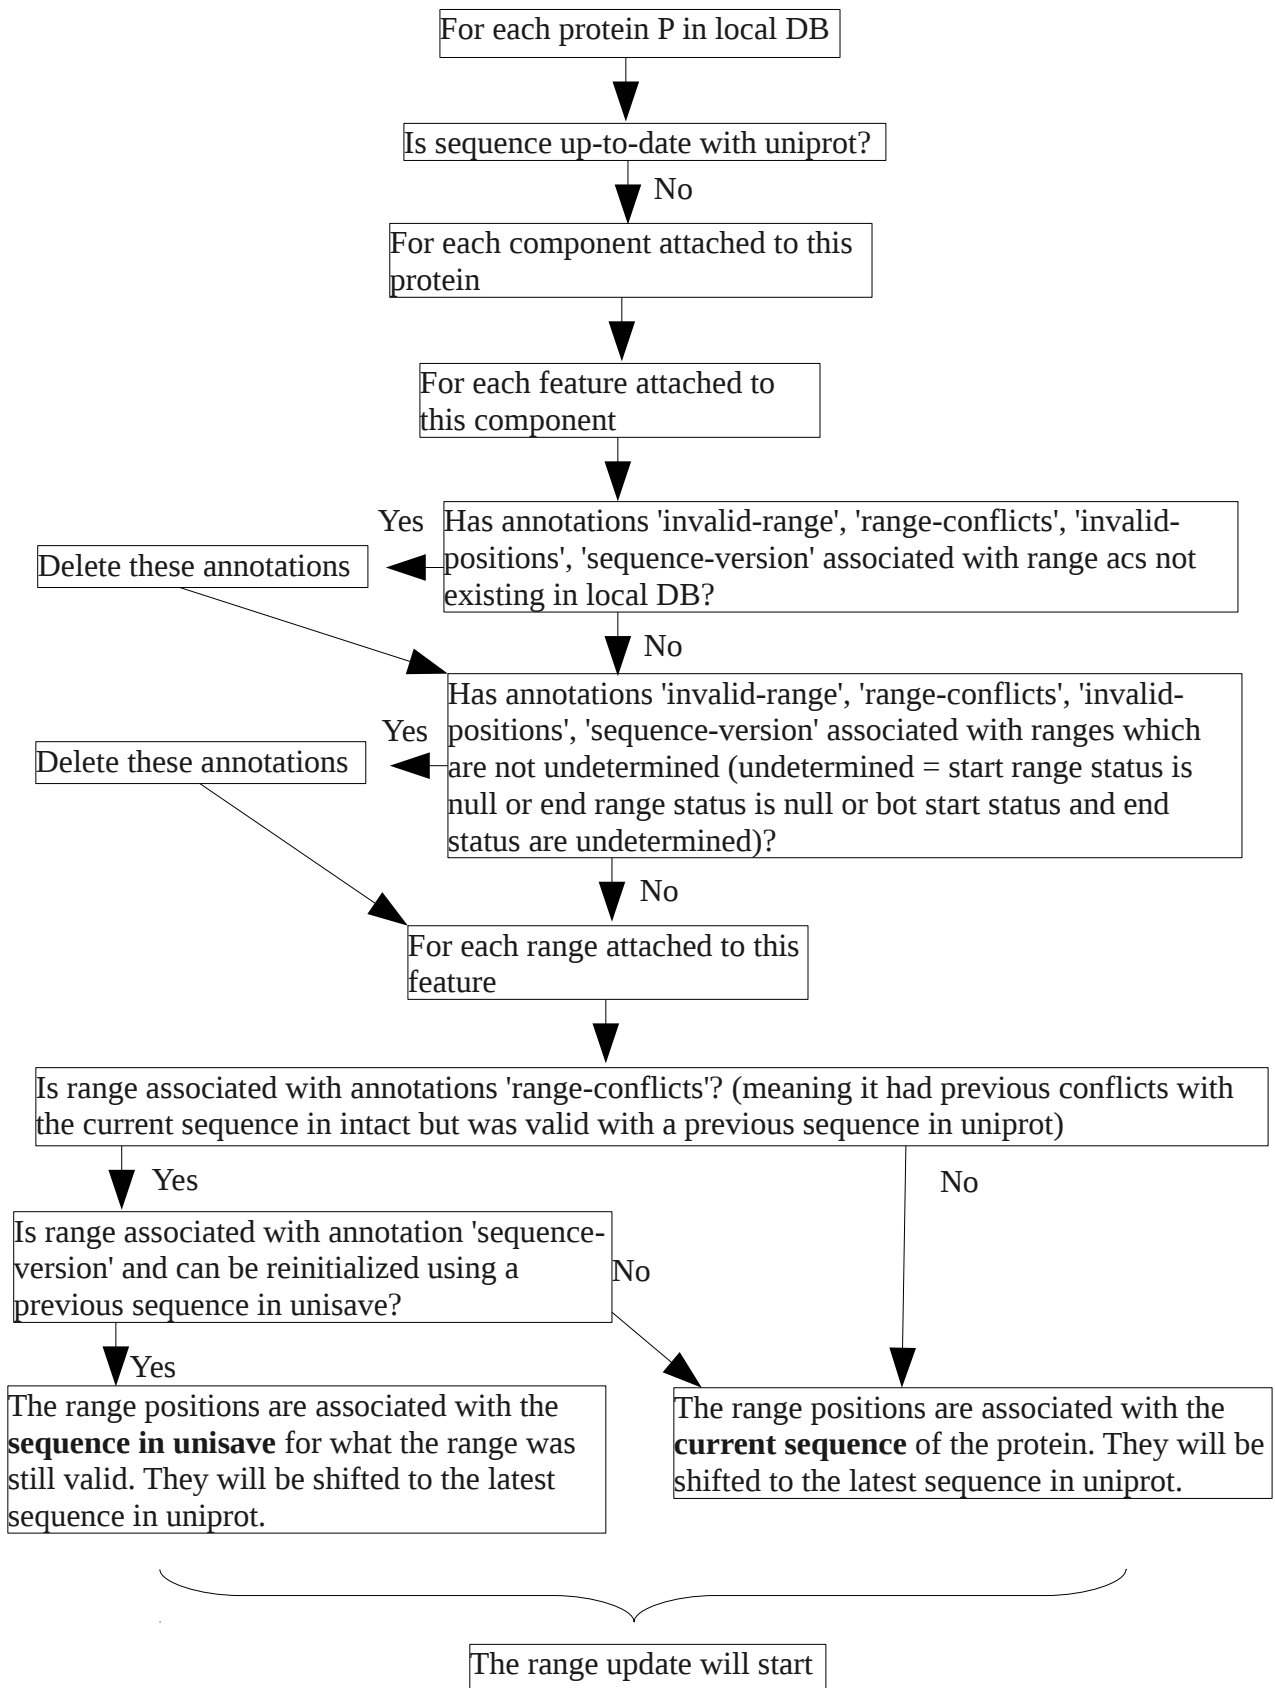 For each protein P in local DB
Is sequence up-to-date with uniprot?
No
For each component attached to this
protein
For each feature attached to
this component
Yes
Has annotations 'invalid-range', 'range-conflicts', 'invalid-
positions', 'sequence-version' associated with range acs not
existing in local DB?
Delete these annotations
No
Has annotations 'invalid-range', 'range-conflicts', 'invalid-
positions', 'sequence-version' associated with ranges which
are not undetermined (undetermined = start range status is
null or end range status is null or bot start status and end
status are undetermined)?
Yes
Delete these annotations
No
For each range attached to this
feature
Is range associated with annotations 'range-conflicts'? (meaning it had previous conflicts with
the current sequence in intact but was valid with a previous sequence in uniprot)
Yes
No
Is range associated with annotation 'sequence-
version' and can be reinitialized using a
previous sequence in unisave?
No
Yes
The range positions are associated with the
sequence in unisave for what the range was
still valid. They will be shifted to the latest
sequence in uniprot.
The range positions are associated with the
current sequence of the protein. They will be
shifted to the latest sequence in uniprot.
The range update will start